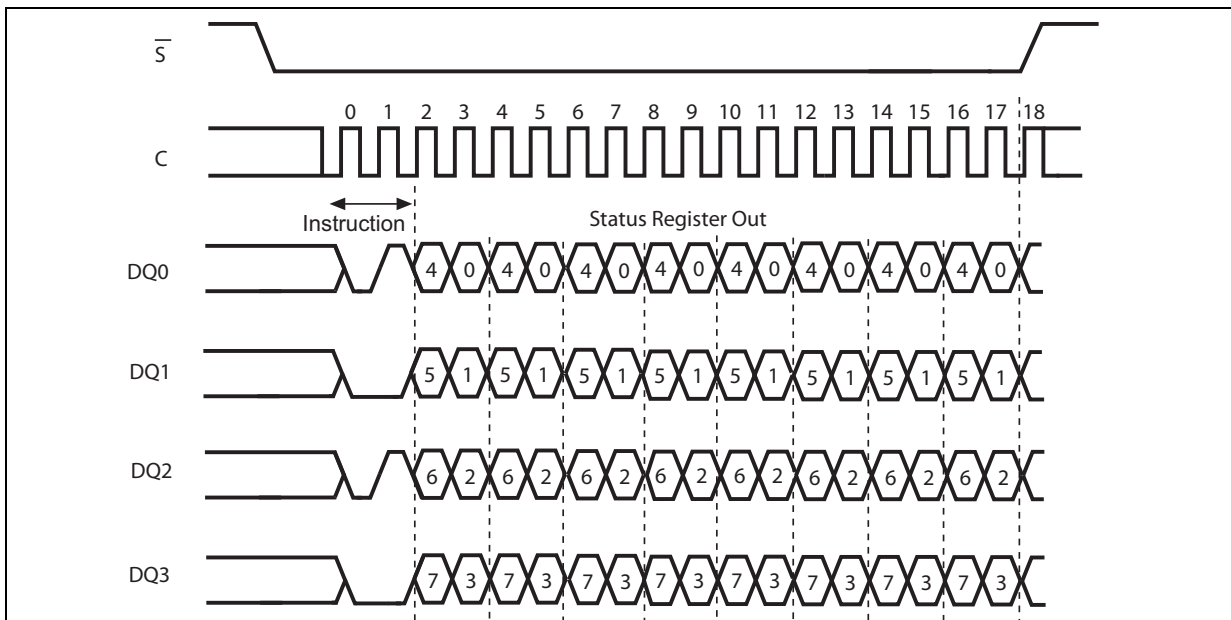 S
0 1 2 3 4 5 6 7 8 9 10 11 12 13 14 15 16 17 18
C
Instruction
Status Register Out
DQ0 4 0 4 0 4 0 4 0 4 0 4 0 4 0 4 0
DQ1 5 1 5 1 5 1 5 1 5 1 5 1 5 1 5 1
DQ2 6 2 6 2 6 2 6 2 6 2 6 2 6 2 6 2
DQ3 7 3 7 3 7 3 7 3 7 3 7 3 7 3 7 3